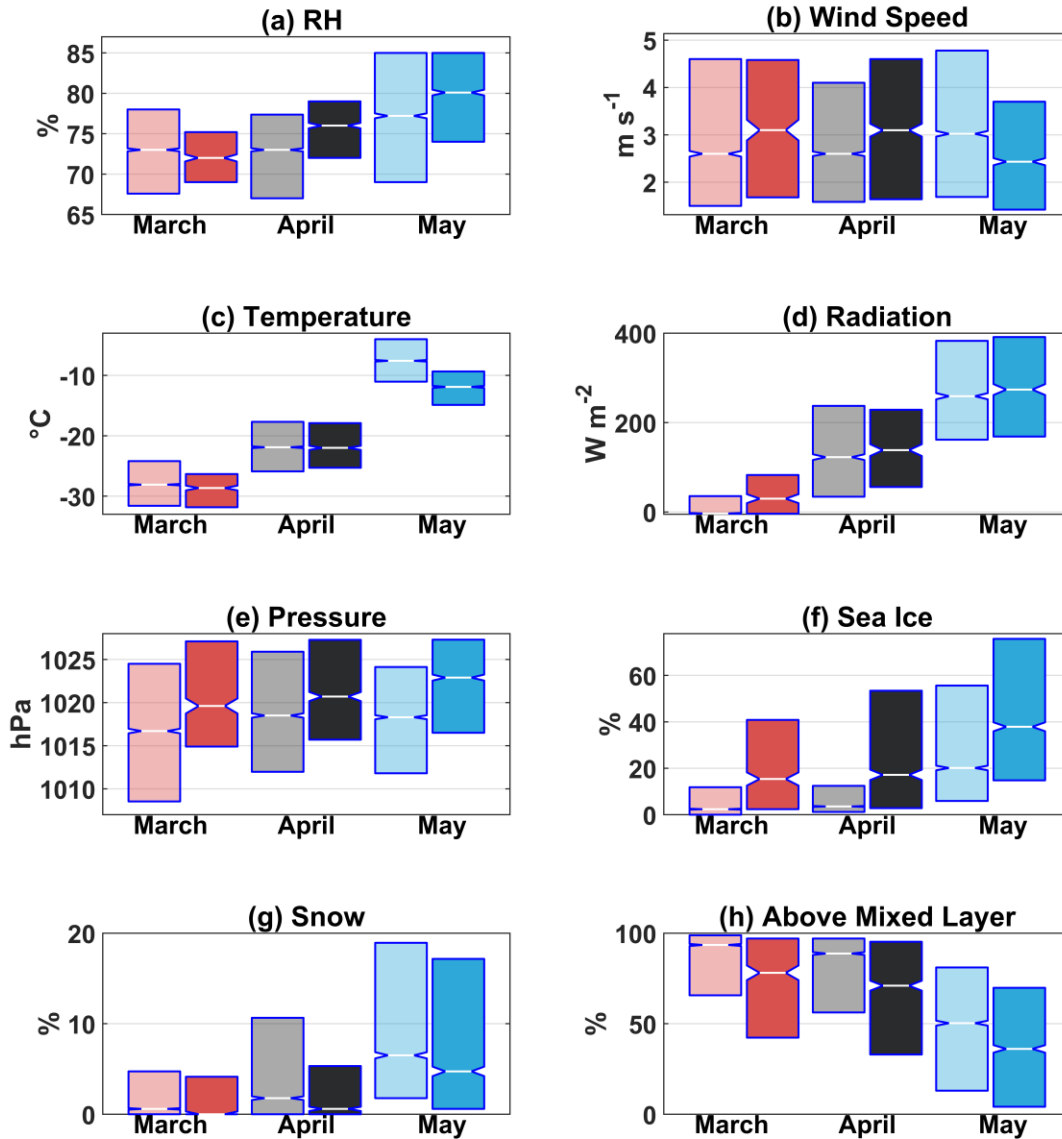 (a) RH
85
80
75
70
65
%
March April May
(b) Wind Speed
5
4
3
2
m s⁻¹
March April May
(c) Temperature
-10
-20
-30
°C
March April May
(d) Radiation
400
200
0
W m⁻²
March April May
(e) Pressure
1025
1020
1015
1010
hPa
March April May
(f) Sea Ice
60
40
20
0
%
March April May
(g) Snow
20
10
0
%
March April May
(h) Above Mixed Layer
100
50
0
%
March April May